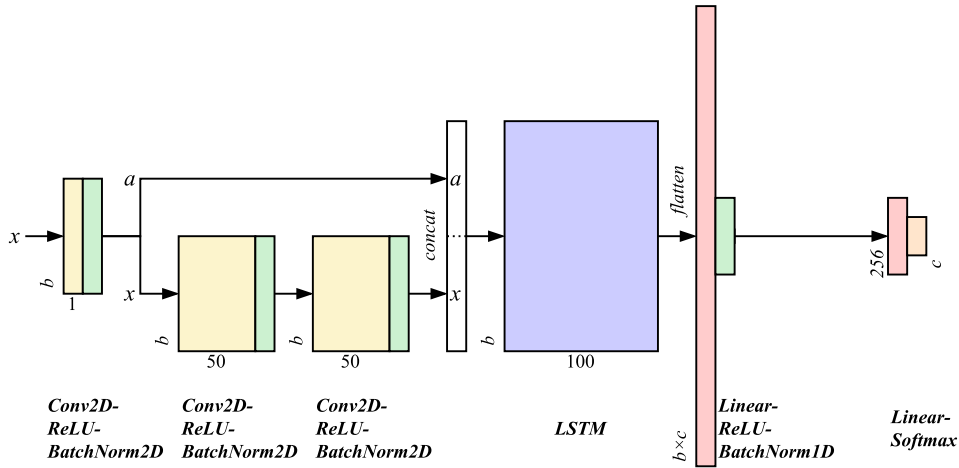 a
a
x
x
x
b
b
b
b
1
50
50
100
concat
flatten
b×c
256
c
Conv2D-
ReLU-
BatchNorm2D
Conv2D-
ReLU-
BatchNorm2D
Conv2D-
ReLU-
BatchNorm2D
LSTM
Linear-
ReLU-
BatchNorm1D
Linear-
Softmax